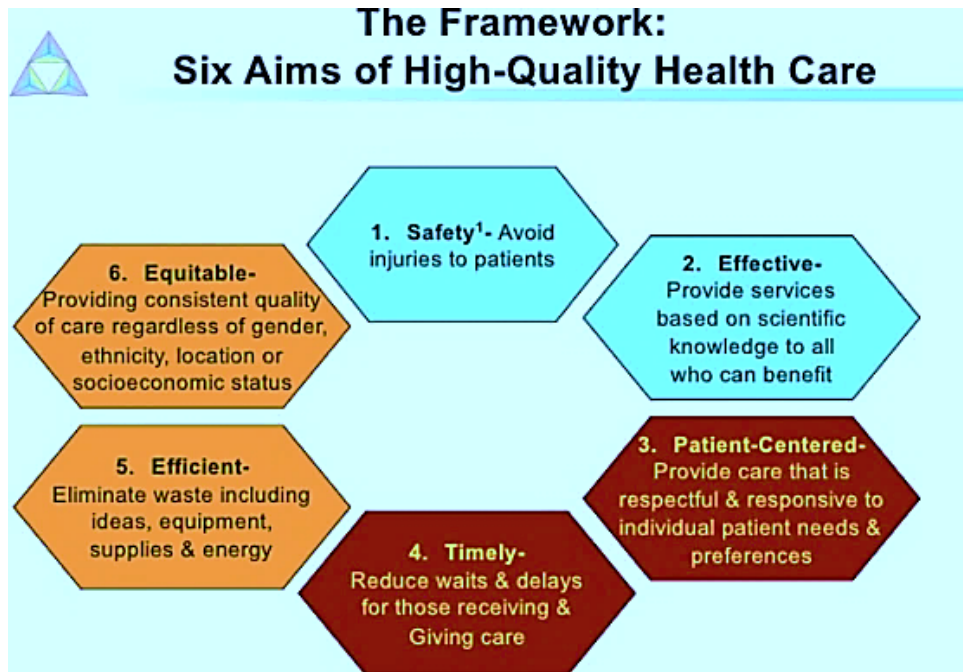 The Framework:
Six Aims of High-Quality Health Care
1. Safety¹- Avoid
injuries to patients
2. Effective-
Provide services
based on scientific
knowledge to all
who can benefit
3. Patient-Centered-
Provide care that is
respectful & responsive to
individual patient needs &
preferences
4. Timely-
Reduce waits & delays
for those receiving &
Giving care
5. Efficient-
Eliminate waste including
ideas, equipment,
supplies & energy
6. Equitable-
Providing consistent quality
of care regardless of gender,
ethnicity, location or
socioeconomic status